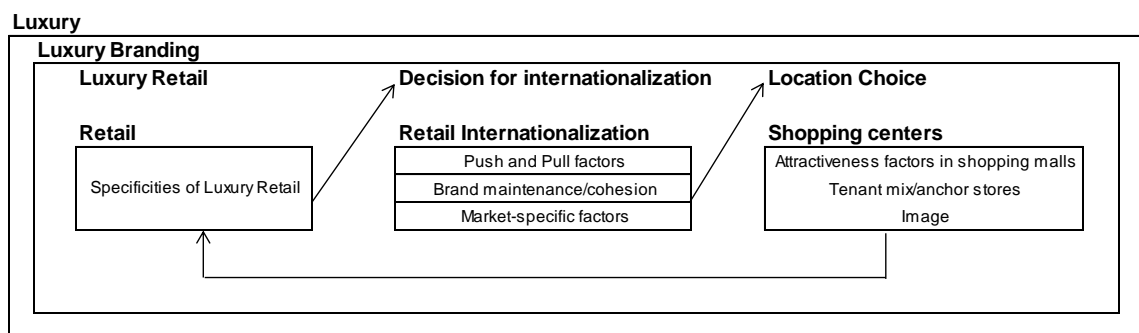 Luxury
Luxury Branding
Luxury Retail
Decision for internationalization
Location Choice
Retail
Retail Internationalization
Shopping centers
Specificities of Luxury Retail
Push and Pull factors
Brand maintenance/cohesion
Market-specific factors
Attractiveness factors in shopping malls
Tenant mix/anchor stores
Image